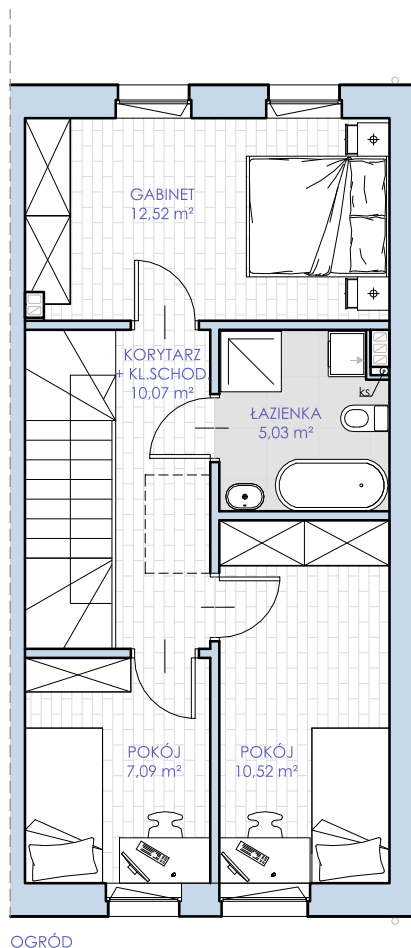 GABINET
12,52 m²
KORYTARZ
+ KL.SCHOD.
10,07 m²
ks
ŁAZIENKA
5,03 m²
POKÓJ
7,09 m²
POKÓJ
10,52 m²
OGRÓD